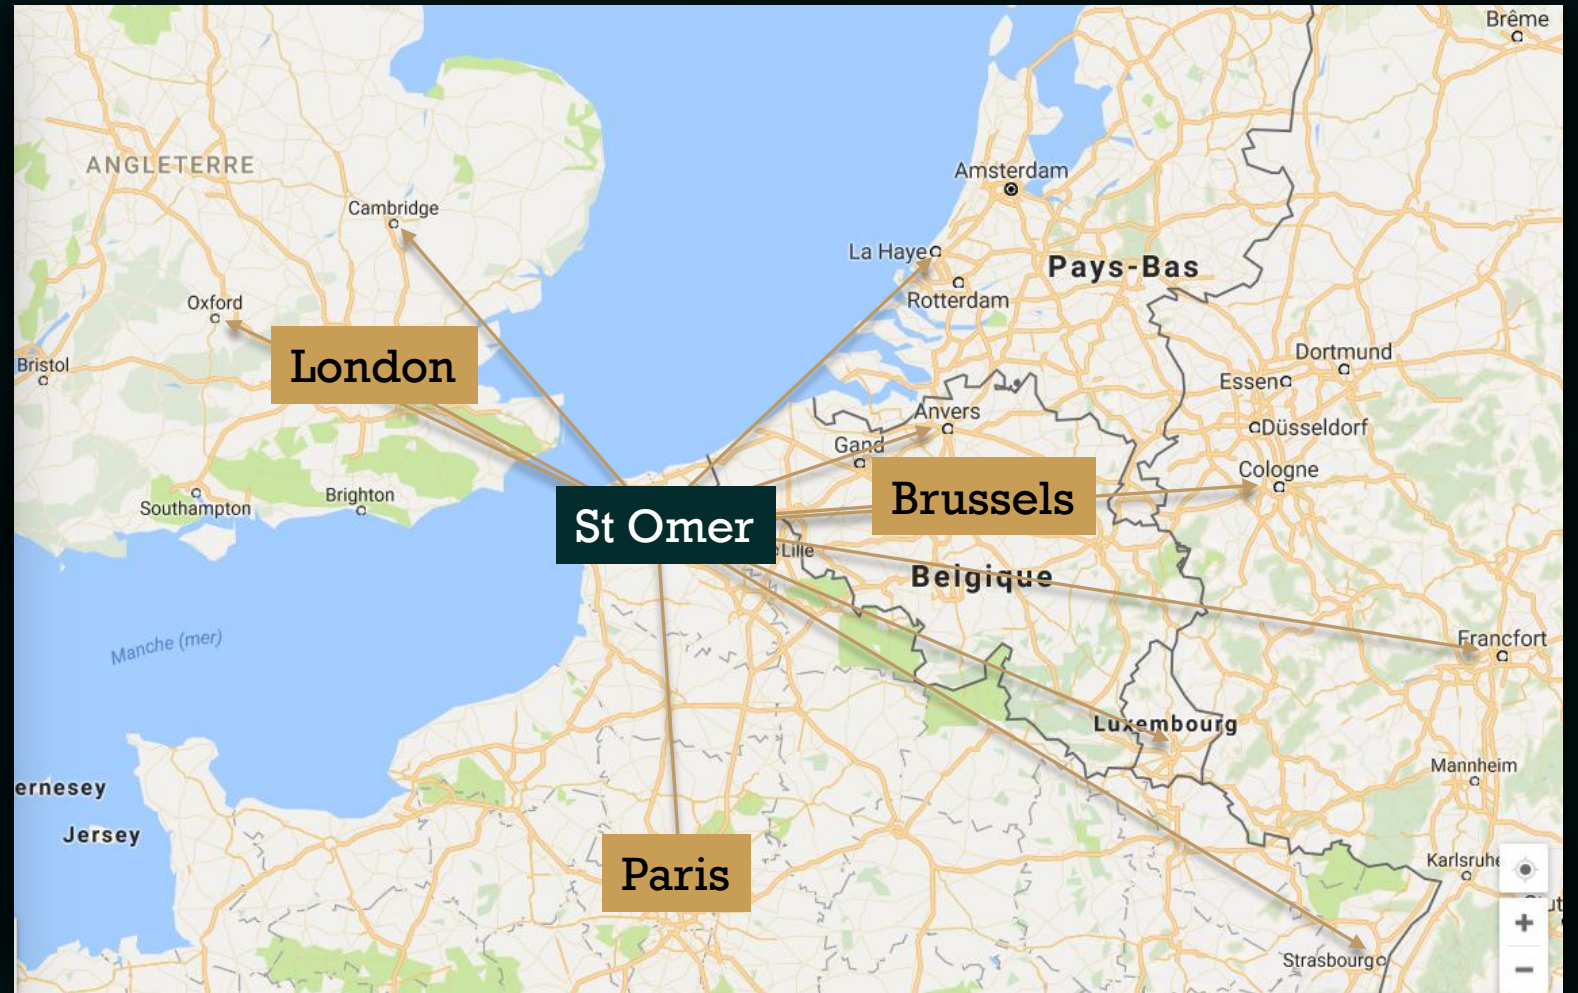 Brême
ANGLETERRE
Amsterdam
Cambridge
La Haye
Pays-Bas
Rotterdam
Oxford
London
Bristol
Dortmund
Essen
Anvers
Düsseldorf
Gand
Cologne
Brussels
Southampton
Brighton
St Omer
Lille
Belgique
Manche (mer)
Francfort
Luxembourg
Mannheim
ernesey
Jersey
Paris
Karlsruhe
Strasbourg
+
−